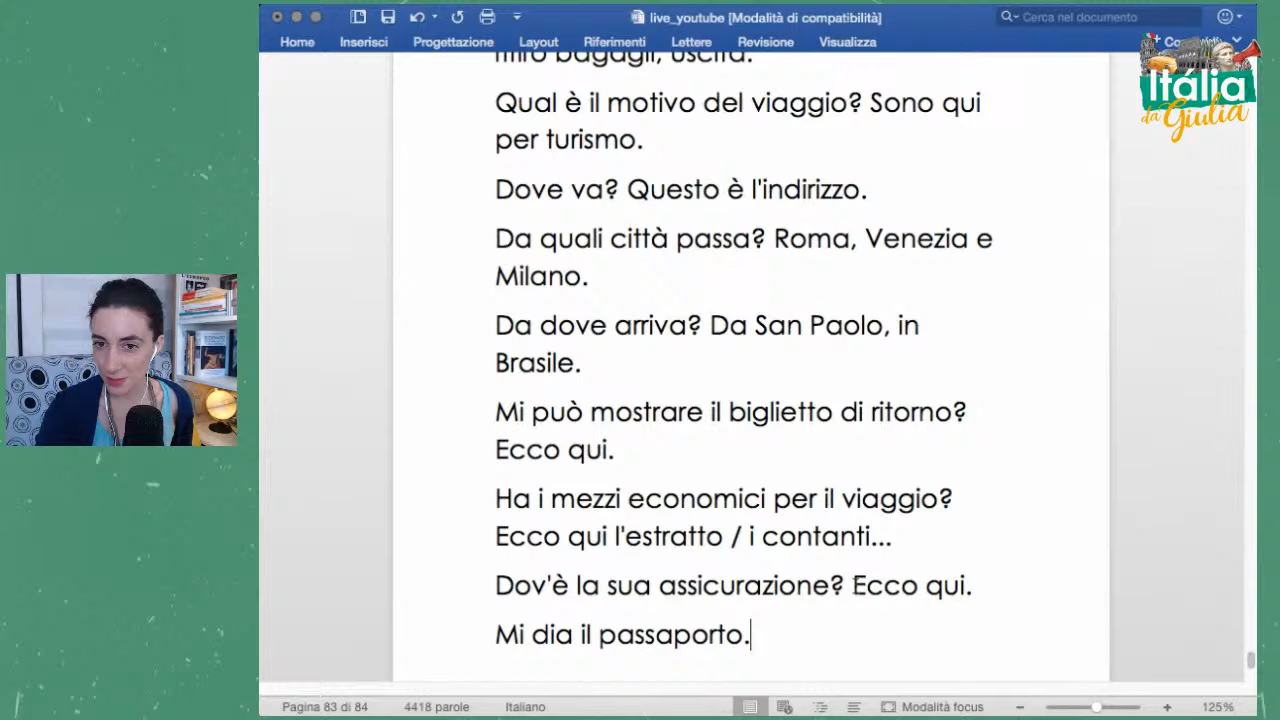 live_youtube [Modalità di compatibilità]
Cerca nel documento
Home Inserisci Progettazione Layout Riferimenti Lettere Revisione Visualizza
Itália
da Giulia
ritiro bagagli, uscita.
Qual è il motivo del viaggio? Sono qui
per turismo.
Dove va? Questo è l'indirizzo.
Da quali città passa? Roma, Venezia e
Milano.
Da dove arriva? Da San Paolo, in
Brasile.
Mi può mostrare il biglietto di ritorno?
Ecco qui.
Ha i mezzi economici per il viaggio?
Ecco qui l'estratto / i contanti...
Dov'è la sua assicurazione? Ecco qui.
Mi dia il passaporto.
Pagina 83 di 84 4418 parole Italiano Modalità focus 125%